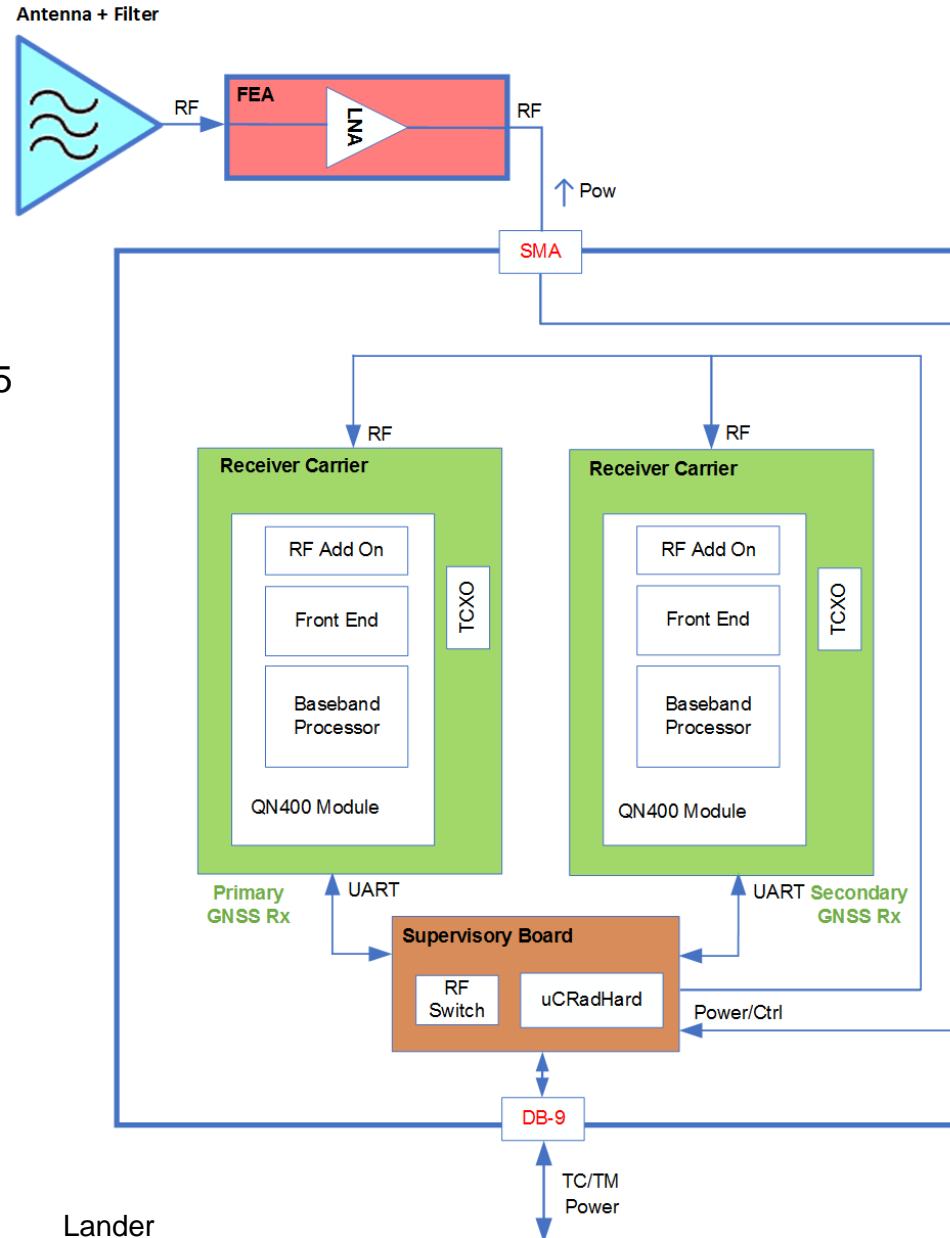 Antenna + Filter
RF
FEA
LNA
RF
Pow
SMA
5
RF
RF
Receiver Carrier
Receiver Carrier
RF Add On
Front End
TCXO
Baseband
Processor
QN400 Module
RF Add On
Front End
TCXO
Baseband
Processor
QN400 Module
Primary
GNSS Rx
UART
UART
Secondary
GNSS Rx
Supervisory Board
RF
Switch
uCRadHard
Power/Ctrl
DB-9
TC/TM
Power
Lander